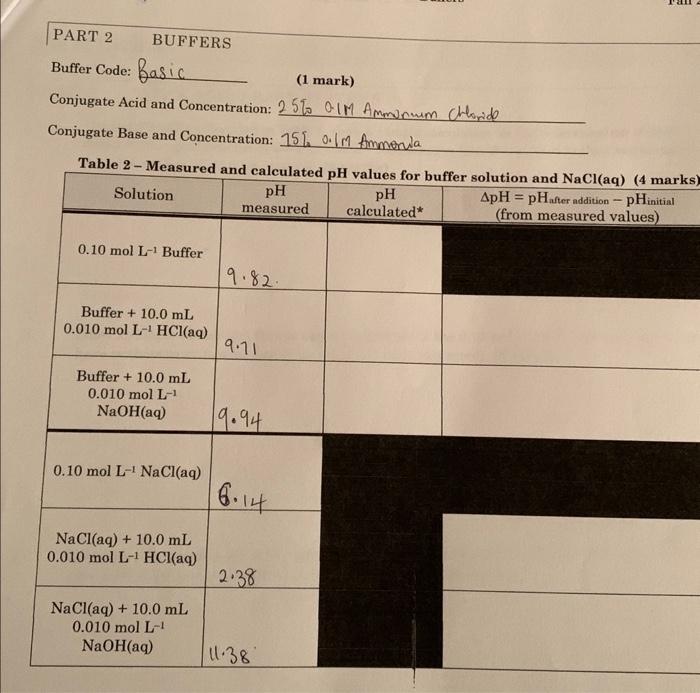 PART 2 BUFFERS
Buffer Code: Basic
(1 mark)
Conjugate Acid and Concentration: 25% 0.1M Ammonium Chloride
Conjugate Base and Concentration: 75% 0.1M Ammonia
Table 2 – Measured and calculated pH values for buffer solution and NaCl(aq) (4 marks)
Solution
pH
measured
pH
calculated*
ΔpH = pHafter addition – pHinitial
(from measured values)
0.10 mol L⁻¹ Buffer
9.82.
Buffer + 10.0 mL
0.010 mol L⁻¹ HCl(aq)
9.71
Buffer + 10.0 mL
0.010 mol L⁻¹
NaOH(aq)
9.94
0.10 mol L⁻¹ NaCl(aq)
6.14
NaCl(aq) + 10.0 mL
0.010 mol L⁻¹ HCl(aq)
2.38
NaCl(aq) + 10.0 mL
0.010 mol L⁻¹
NaOH(aq)
11.38